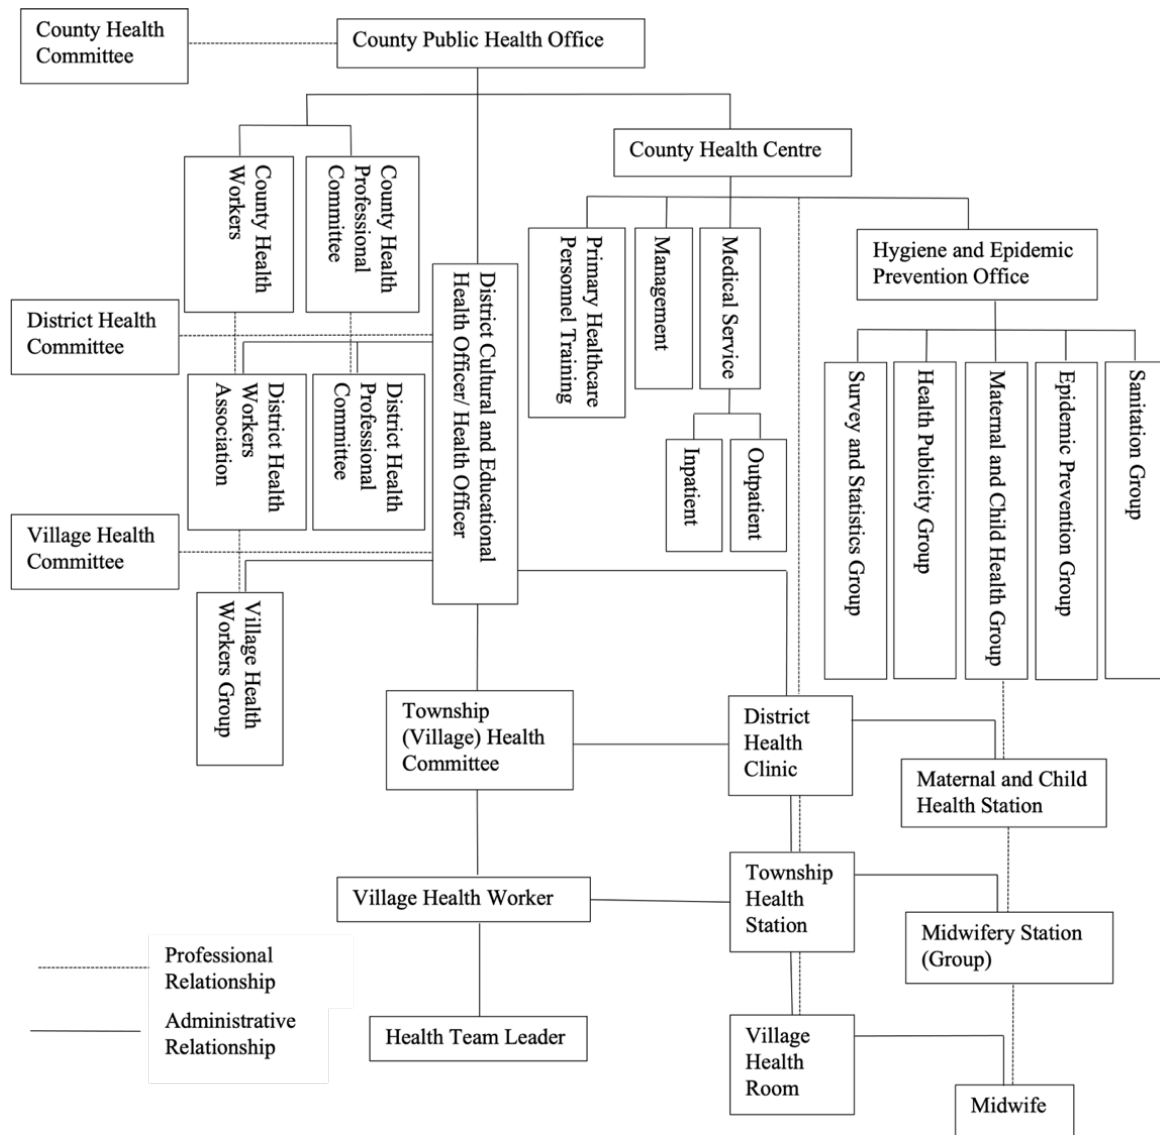 County Health
Committee
County Public Health Office
County Health Centre
County Health
Workers
County Health
Professional
Committee
Primary Healthcare
Personnel Training
Management
Medical Service
Hygiene and Epidemic
Prevention Office
District Cultural and Educational
Health Officer/ Health Officer
District Health
Committee
District Health
Workers
Association
District Health
Professional
Committee
Inpatient
Outpatient
Survey and Statistics Group
Health Publicity Group
Maternal and Child Health Group
Epidemic Prevention Group
Sanitation Group
Village Health
Committee
Village Health
Workers Group
Township
(Village) Health
Committee
District
Health
Clinic
Maternal and Child
Health Station
Village Health Worker
Township
Health
Station
Midwifery Station
(Group)
Professional
Relationship
Administrative
Relationship
Health Team Leader
Village
Health
Room
Midwife